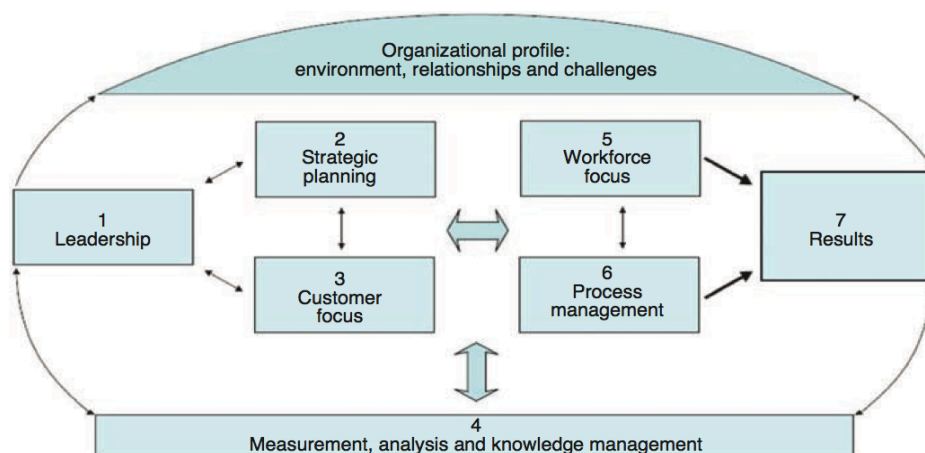 Organizational profile:
environment, relationships and challenges
2
Strategic
planning
5
Workforce
focus
1
Leadership
7
Results
3
Customer
focus
6
Process
management
4
Measurement, analysis and knowledge management